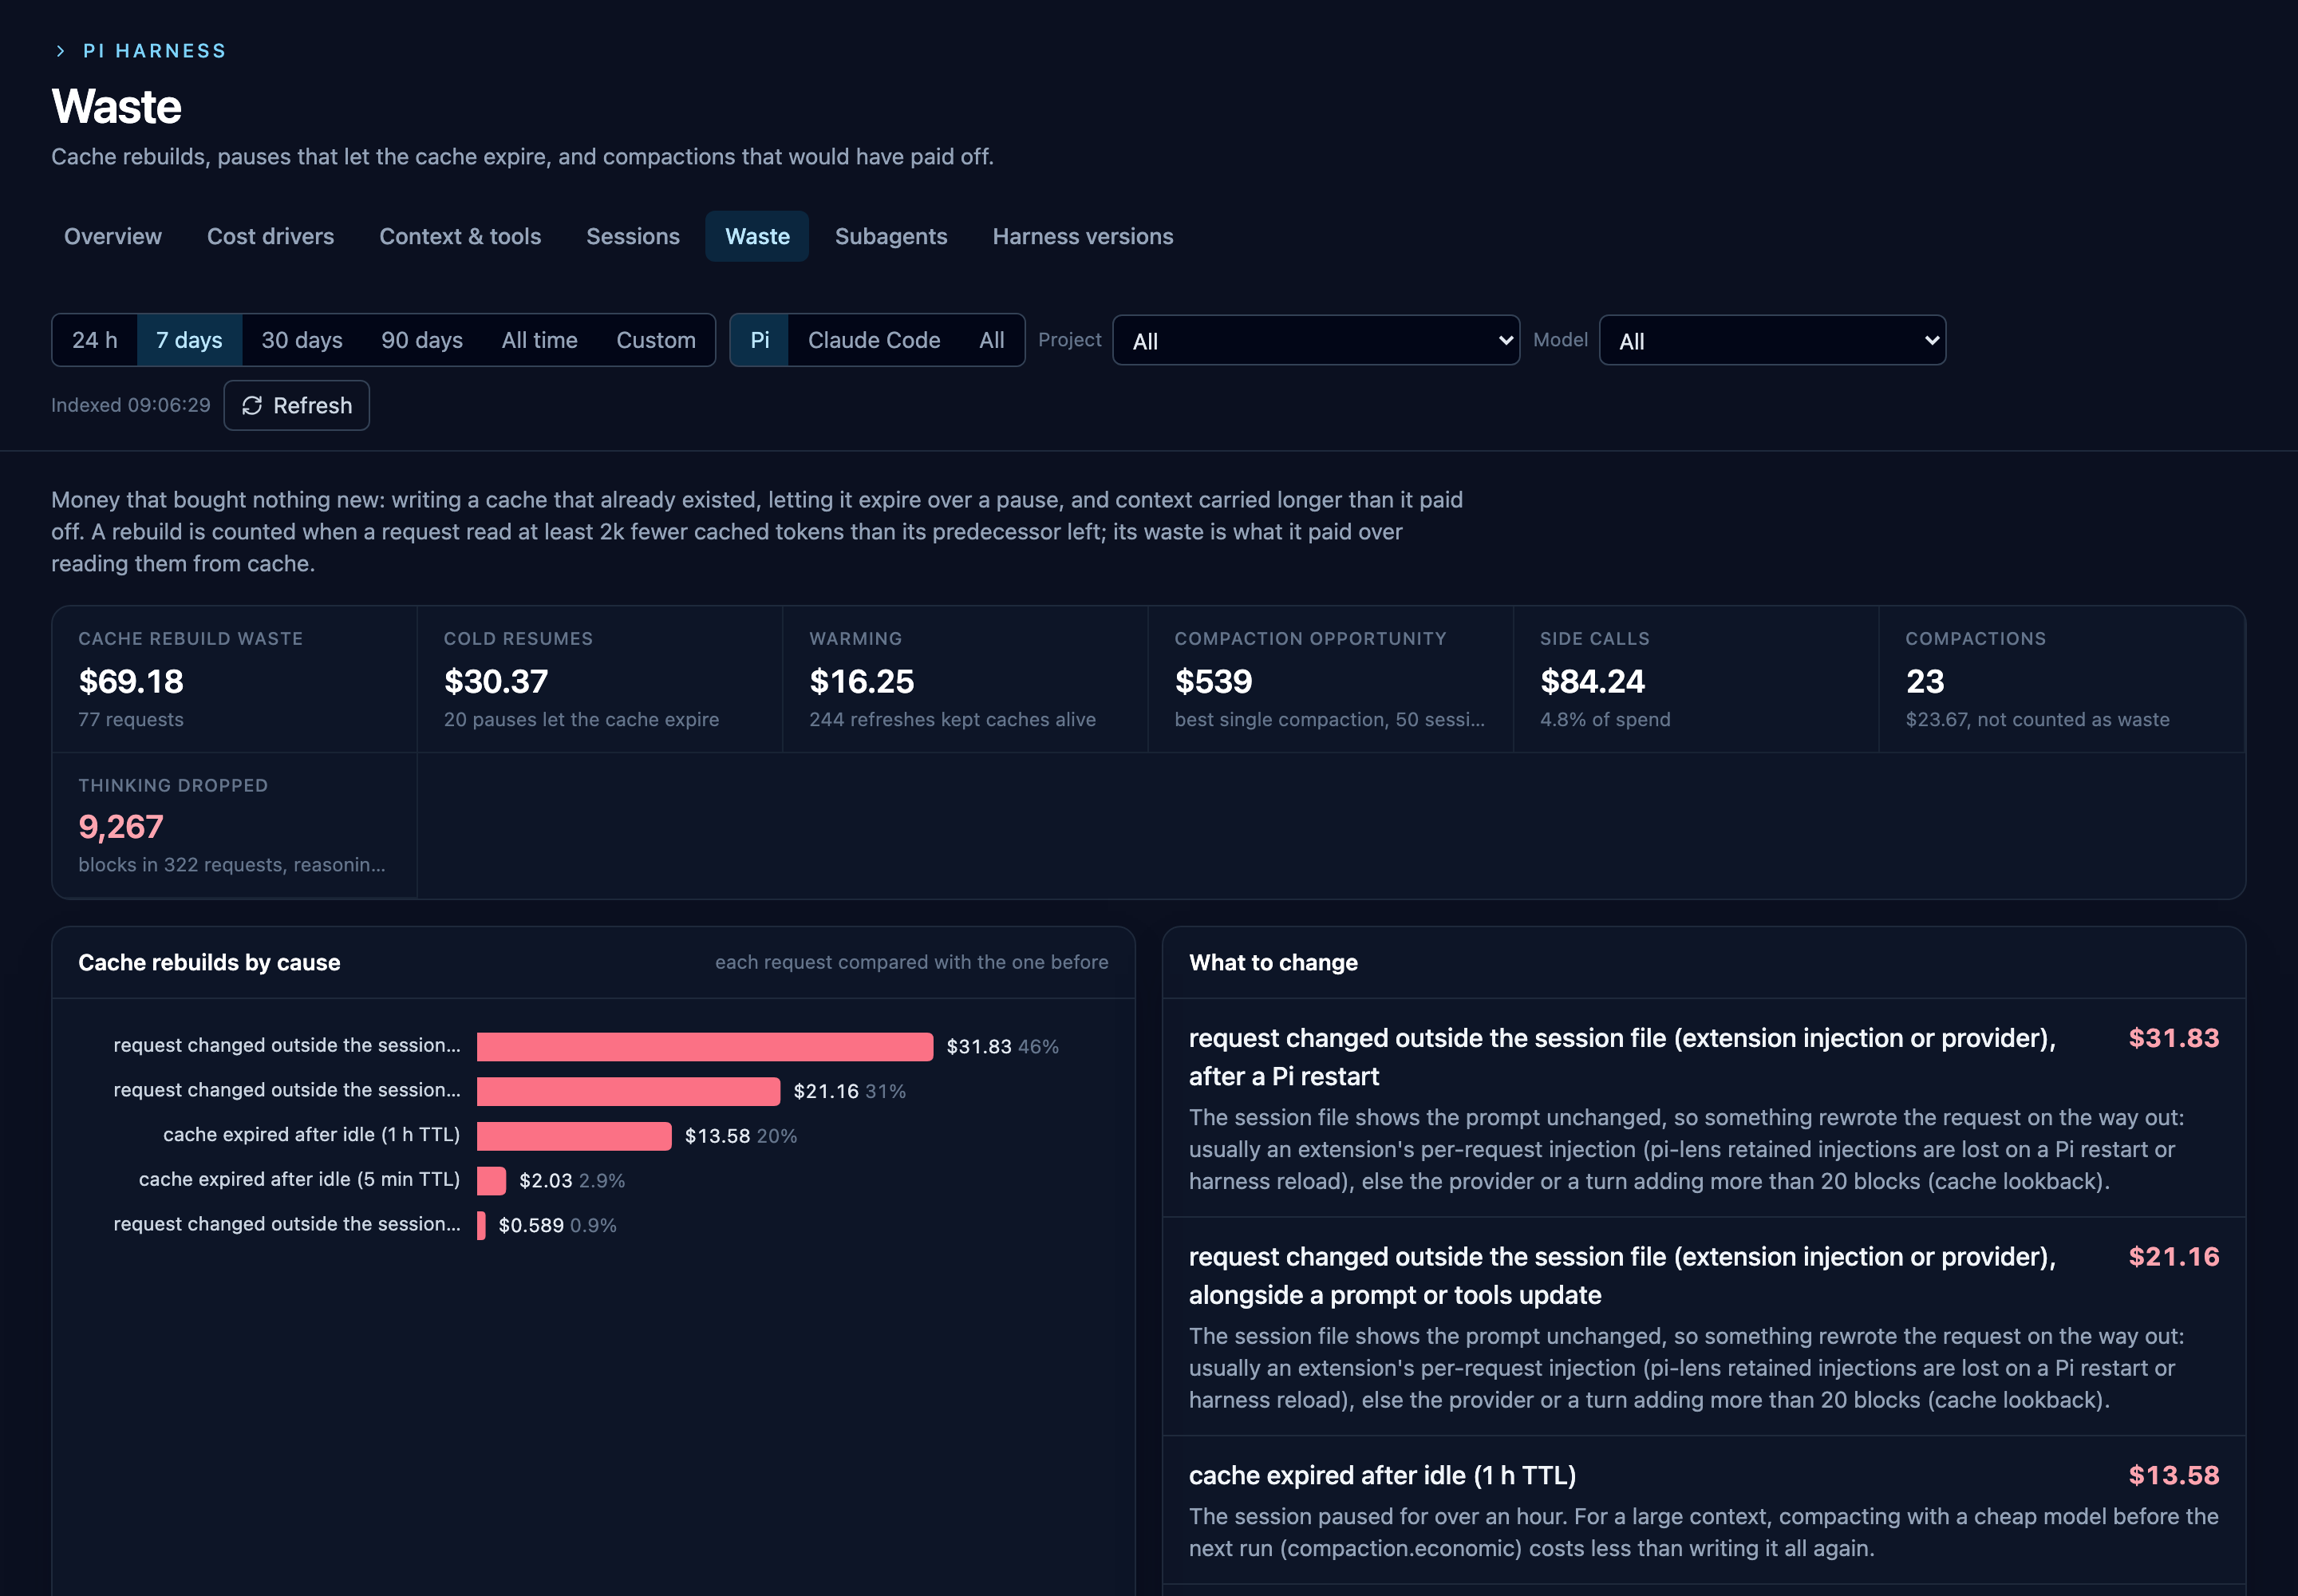 PI HARNESS
Waste
Cache rebuilds, pauses that let the cache expire, and compactions that would have paid off.
Overview Cost drivers Context & tools Sessions Waste Subagents Harness versions
24 h 7 days 30 days 90 days All time Custom Pi Claude Code All Project All Model All
Indexed 09:06:29 Refresh
Money that bought nothing new: writing a cache that already existed, letting it expire over a pause, and context carried longer than it paid
off. A rebuild is counted when a request read at least 2k fewer cached tokens than its predecessor left; its waste is what it paid over
reading them from cache.
CACHE REBUILD WASTE
$69.18
77 requests
COLD RESUMES
$30.37
20 pauses let the cache expire
WARMING
$16.25
244 refreshes kept caches alive
COMPACTION OPPORTUNITY
$539
best single compaction, 50 sessi...
SIDE CALLS
$84.24
4.8% of spend
COMPACTIONS
23
$23.67, not counted as waste
THINKING DROPPED
9,267
blocks in 322 requests, reasonin...
Cache rebuilds by cause each request compared with the one before
request changed outside the session... $31.83 46%
request changed outside the session... $21.16 31%
cache expired after idle (1 h TTL) $13.58 20%
cache expired after idle (5 min TTL) $2.03 2.9%
request changed outside the session... $0.589 0.9%
What to change
request changed outside the session file (extension injection or provider), $31.83
after a Pi restart
The session file shows the prompt unchanged, so something rewrote the request on the way out:
usually an extension's per-request injection (pi-lens retained injections are lost on a Pi restart or
harness reload), else the provider or a turn adding more than 20 blocks (cache lookback).
request changed outside the session file (extension injection or provider), $21.16
alongside a prompt or tools update
The session file shows the prompt unchanged, so something rewrote the request on the way out:
usually an extension's per-request injection (pi-lens retained injections are lost on a Pi restart or
harness reload), else the provider or a turn adding more than 20 blocks (cache lookback).
cache expired after idle (1 h TTL) $13.58
The session paused for over an hour. For a large context, compacting with a cheap model before the
next run (compaction.economic) costs less than writing it all again.